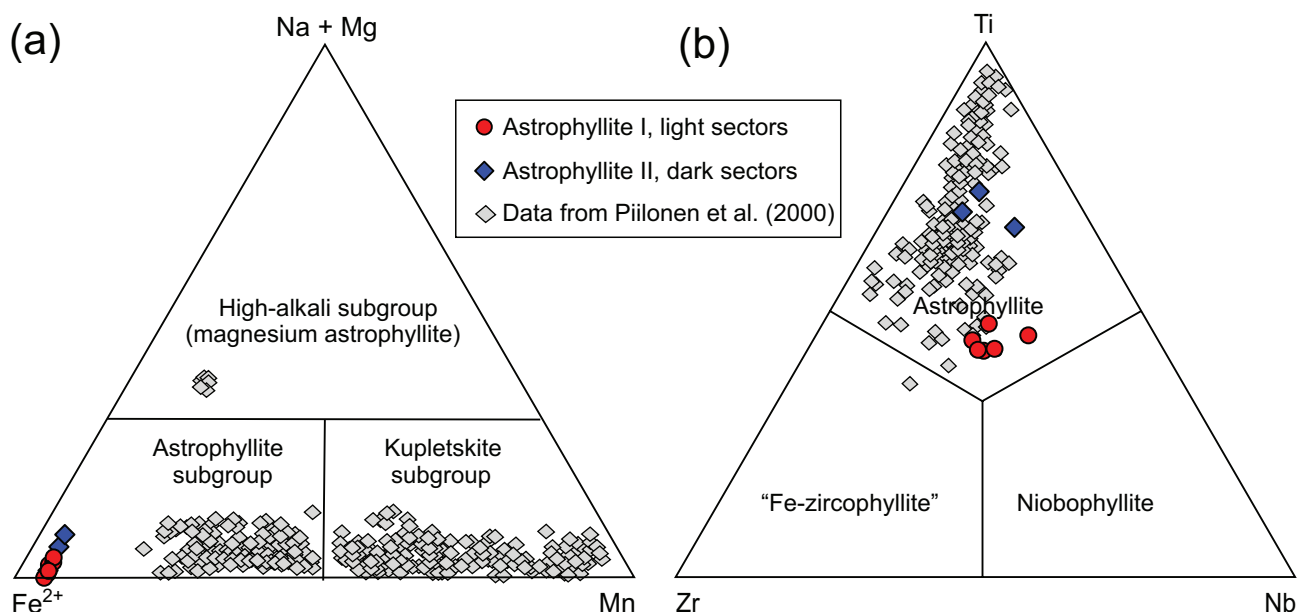 (a)
Na + Mg
(b)
Ti
Astrophyllite I, light sectors
Astrophyllite II, dark sectors
Data from Piilonen et al. (2000)
High-alkali subgroup
(magnesium astrophyllite)
Astrophyllite
Astrophyllite
subgroup
Kupletskite
subgroup
"Fe-zircophyllite"
Niobophyllite
Fe²⁺
Mn
Zr
Nb